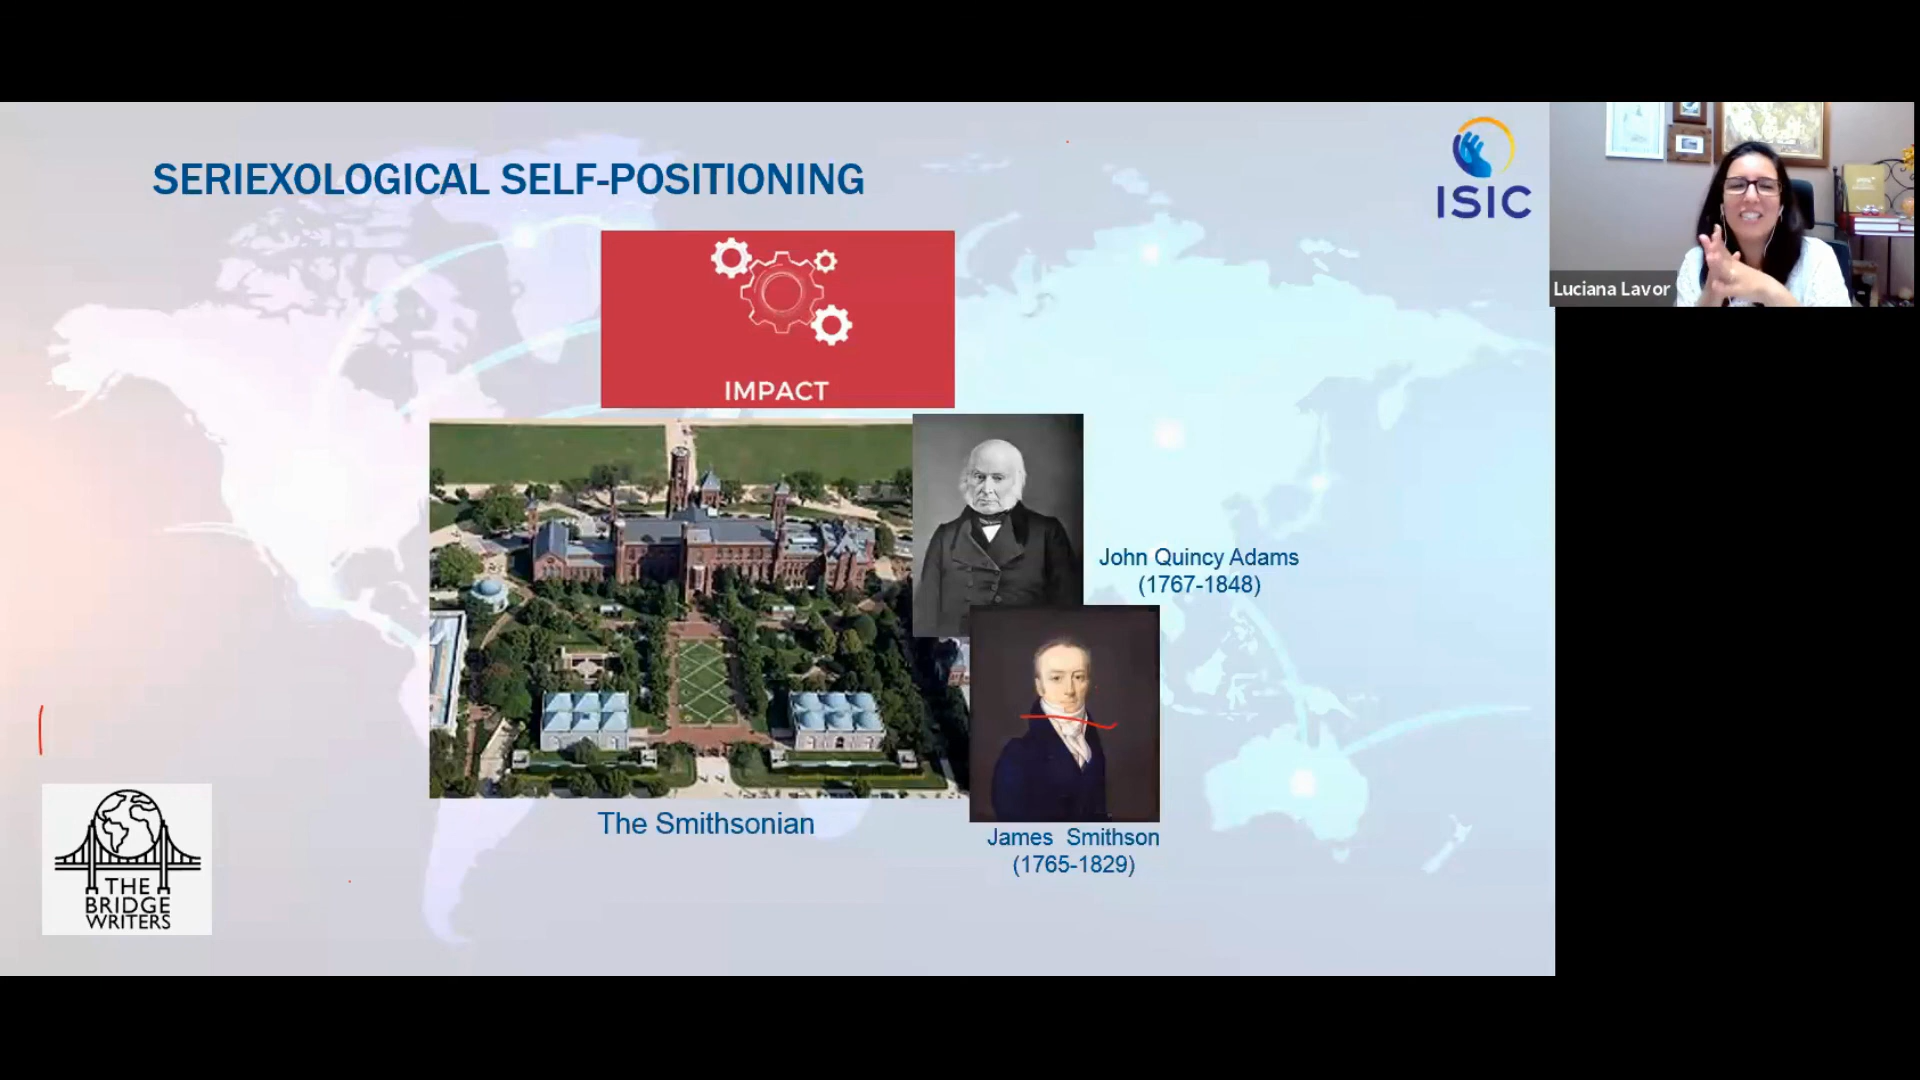 SERIEXOLOGICAL SELF-POSITIONING
ISIC
Luciana Lavor
IMPACT
John Quincy Adams
(1767-1848)
The Smithsonian
James Smithson
(1765-1829)
THE
BRIDGE
WRITERS